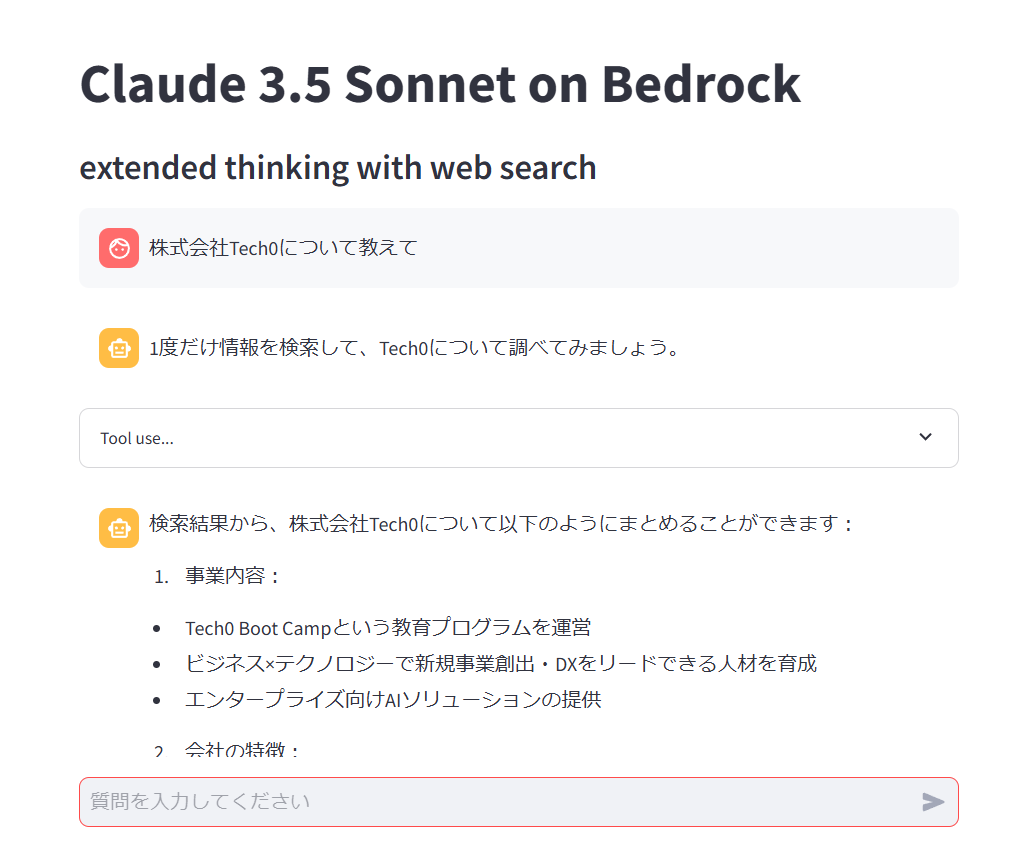 Claude 3.5 Sonnet on Bedrock
extended thinking with web search
株式会社Tech0について教えて
1度だけ情報を検索して、Tech0について調べてみましょう。
Tool use...
検索結果から、株式会社Tech0について以下のようにまとめることができます：
1. 事業内容：
• Tech0 Boot Campという教育プログラムを運営
• ビジネス×テクノロジーで新規事業創出・DXをリードできる人材を育成
• エンタープライズ向けAIソリューションの提供
2. 会社の特徴：
質問を入力してください